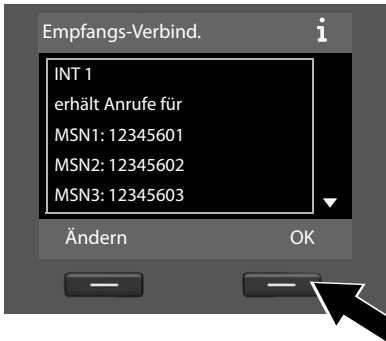 Empfangs-Verbind. i
INT 1
erhält Anrufe für
MSN1: 12345601
MSN2: 12345602
MSN3: 12345603
Ändern OK